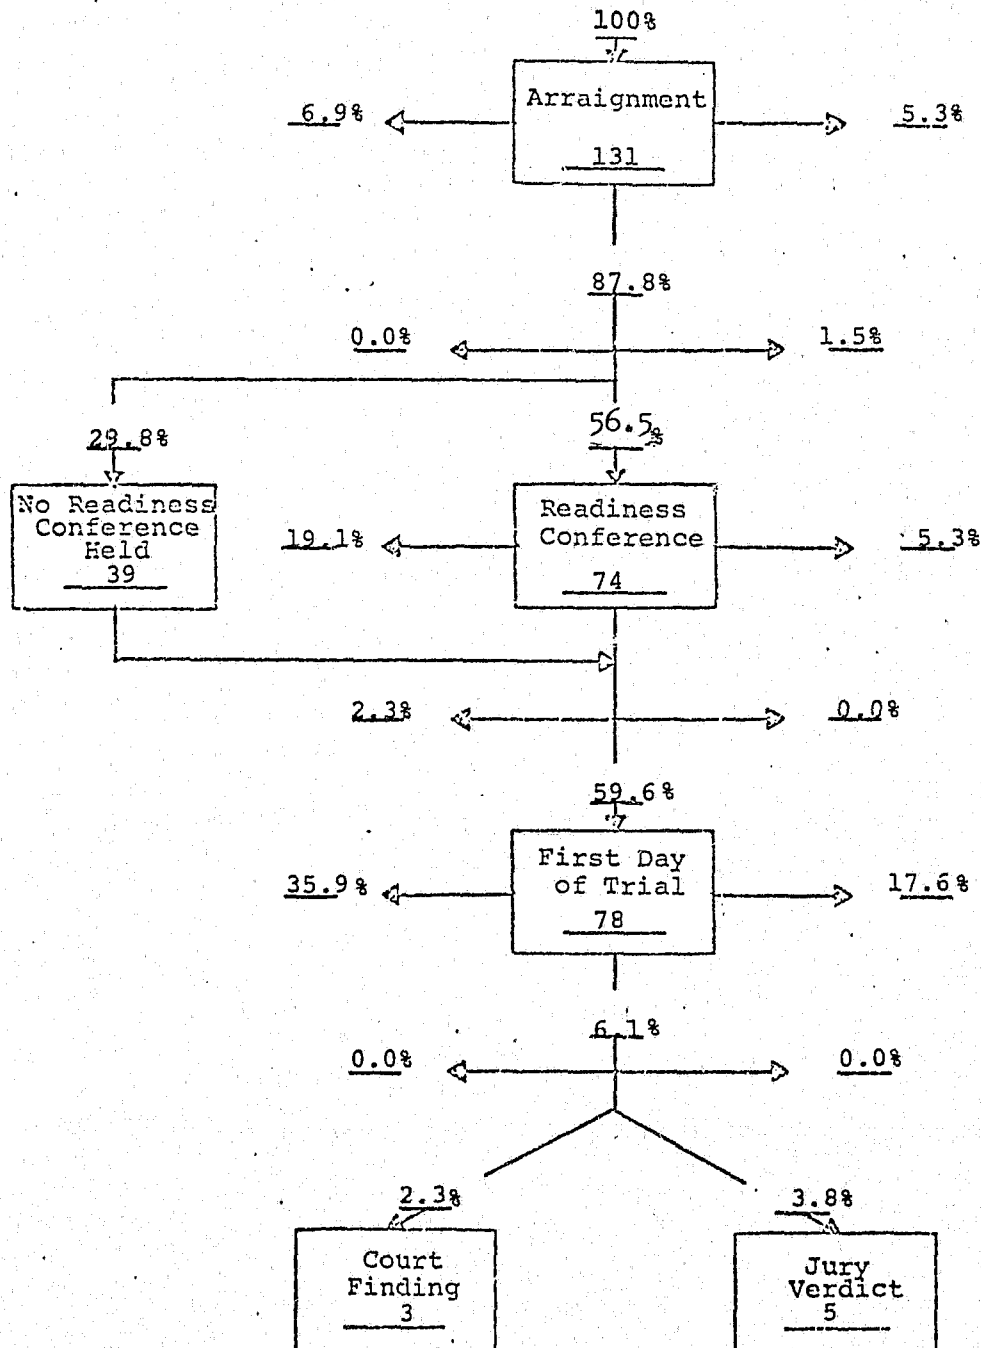 100%
Arraignment
6.9%
5.3%
131
87.8%
0.0%
1.5%
29.8%
56.5%
No Readiness
Conference
Held
39
Readiness
Conference
74
19.1%
5.3%
2.3%
0.0%
59.6%
First Day
of Trial
78
35.9%
17.6%
6.1%
0.0%
0.0%
2.3%
3.8%
Court
Finding
3
Jury
Verdict
5